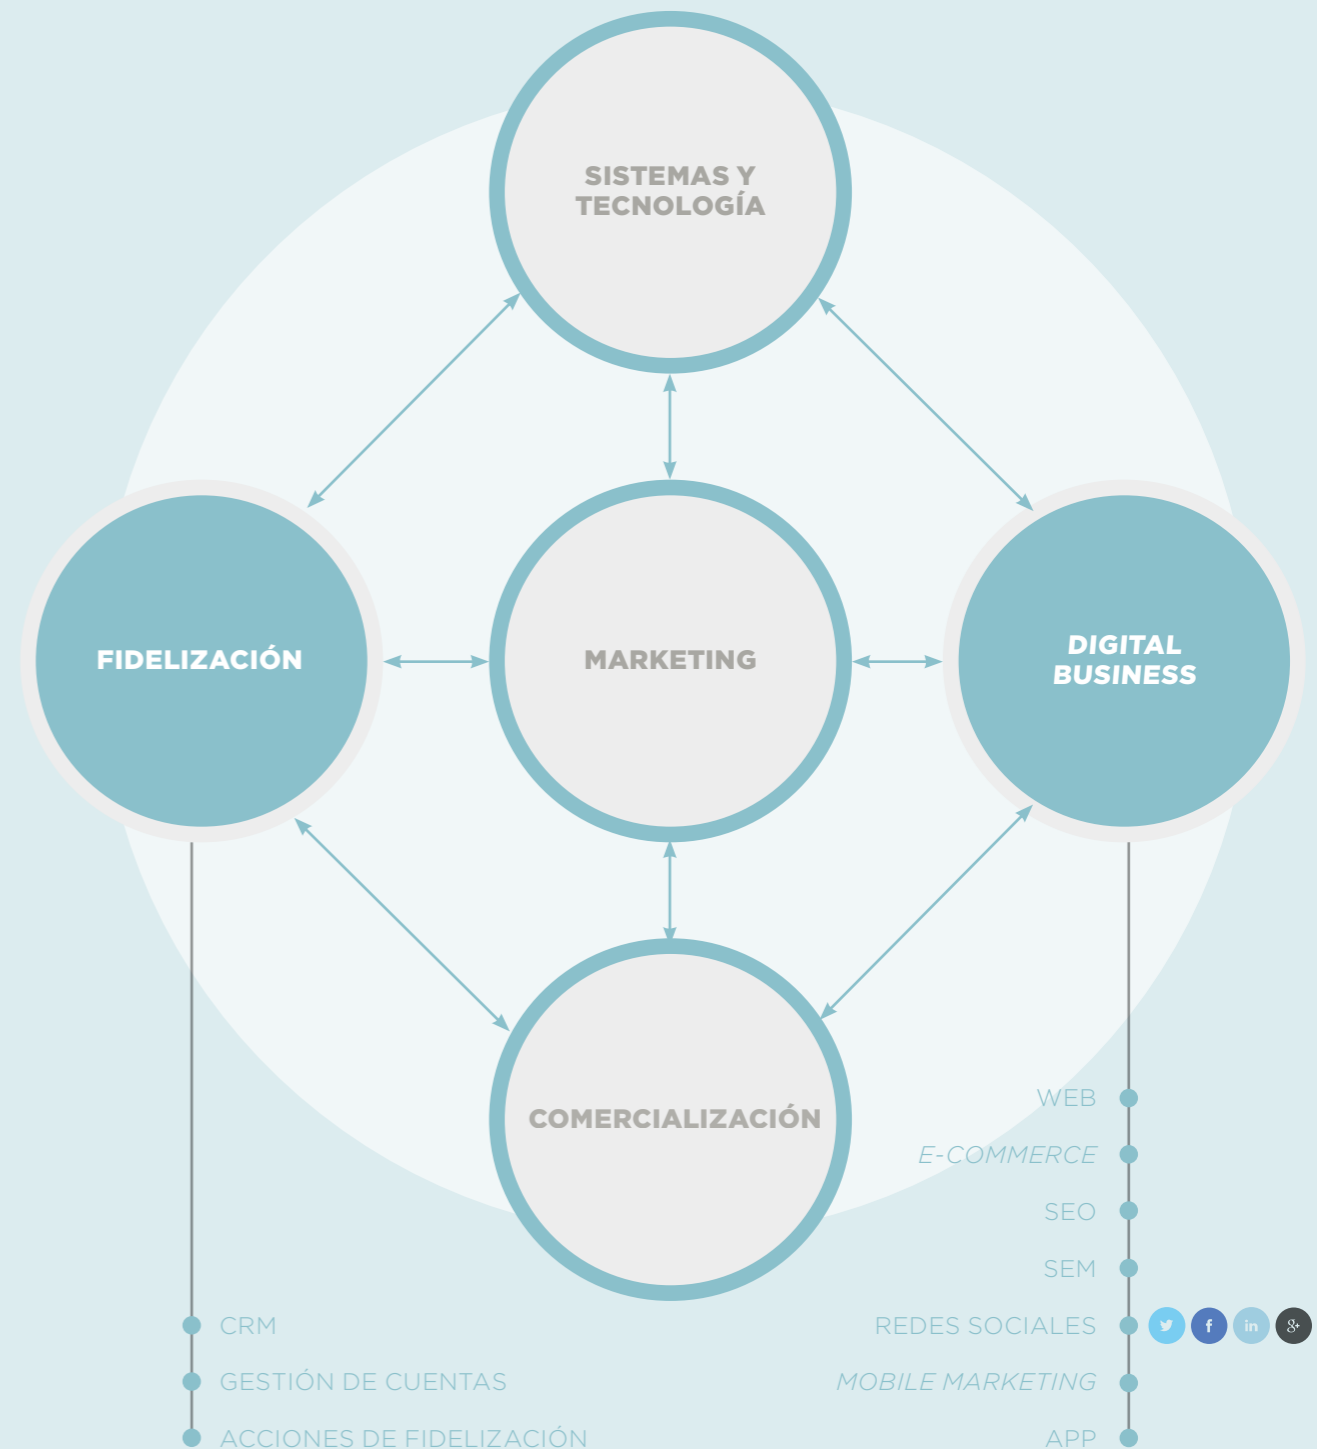 SISTEMAS Y
TECNOLOGÍA
FIDELIZACIÓN
MARKETING
DIGITAL
BUSINESS
COMERCIALIZACIÓN
CRM
GESTIÓN DE CUENTAS
ACCIONES DE FIDELIZACIÓN
WEB
E-COMMERCE
SEO
SEM
REDES SOCIALES
f
in
g+
MOBILE MARKETING
APP